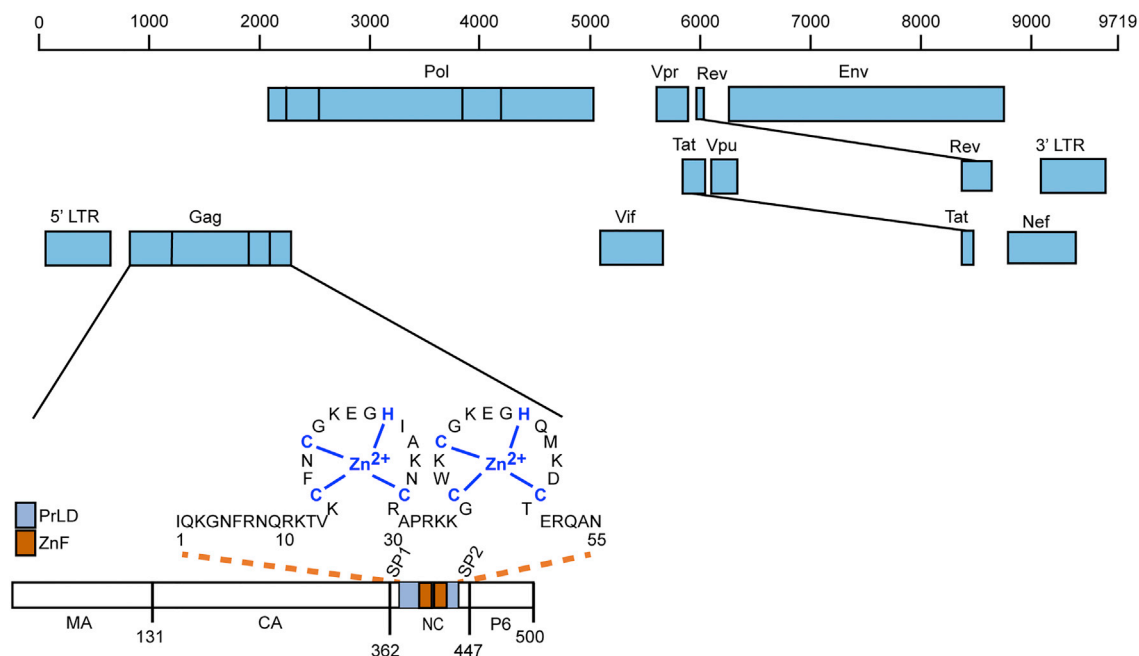 0 1000 2000 3000 4000 5000 6000 7000 8000 9000 9719
Pol Vpr Rev Env
Tat Vpu Rev 3’ LTR
5’ LTR Gag Vif Tat Nef
G K E G H I A K N C R
C N F C K
Zn2+
G K E G H Q M K D C T
C K W C G
Zn2+
IQKGNFRNQRKTV APRKK ERQAN
1 10 30 55
PrLD
ZnF
SP1 SP2
MA CA NC P6
131 362 447 500